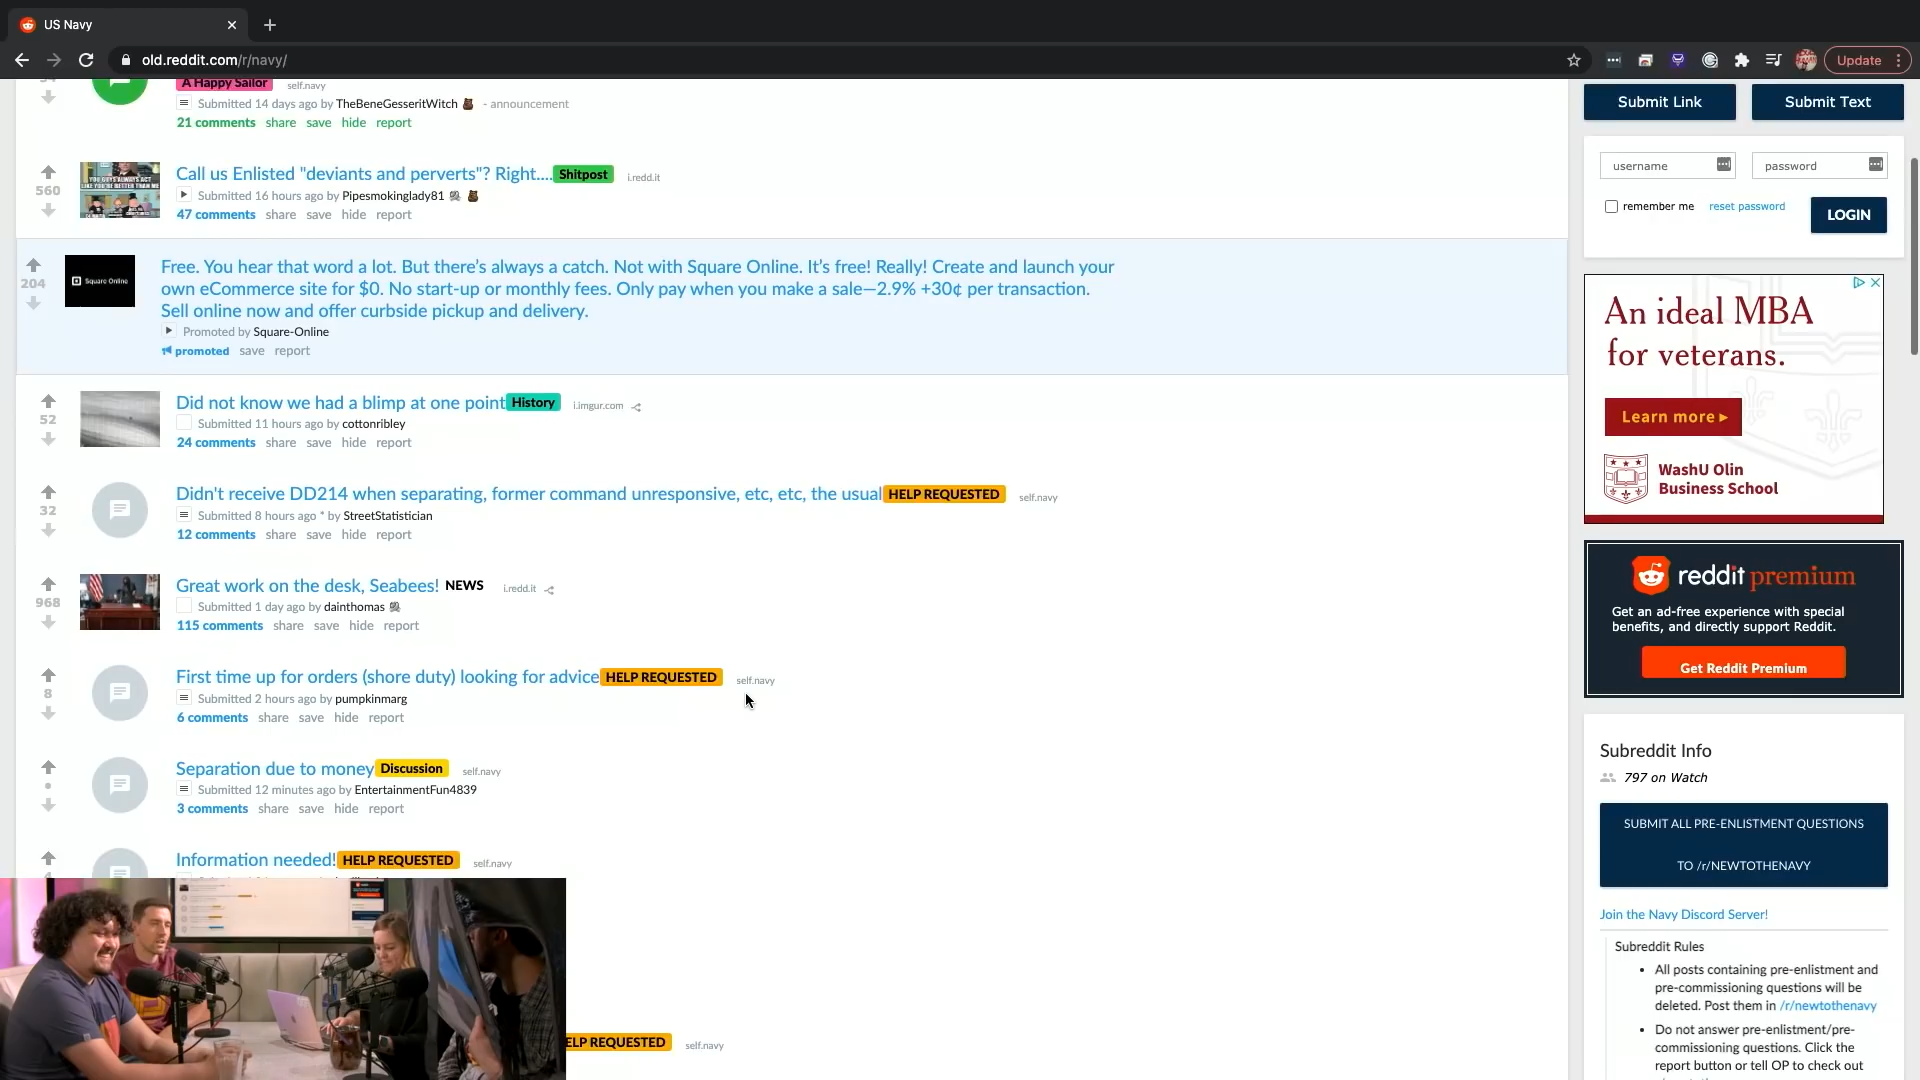 US Navy
old.reddit.com/r/navy/
Update
A Happy Sailor self.navy
Submitted 14 days ago by TheBeneGesseritWitch - announcement
21 comments share save hide report
560
YOU GUYS ALWAYS ACT
LIKE YOU'RE BETTER THAN ME
Call us Enlisted "deviants and perverts"? Right.... Shitpost i.redd.it
Submitted 16 hours ago by Pipesmokinglady81
47 comments share save hide report
204
Square Online
Free. You hear that word a lot. But there's always a catch. Not with Square Online. It's free! Really! Create and launch your
own eCommerce site for $0. No start-up or monthly fees. Only pay when you make a sale—2.9% +30¢ per transaction.
Sell online now and offer curbside pickup and delivery.
Promoted by Square-Online
promoted save report
52
Did not know we had a blimp at one point History i.imgur.com
Submitted 11 hours ago by cottonribley
24 comments share save hide report
32
Didn't receive DD214 when separating, former command unresponsive, etc, etc, the usual HELP REQUESTED self.navy
Submitted 8 hours ago * by StreetStatistician
12 comments share save hide report
968
Great work on the desk, Seabees! NEWS i.redd.it
Submitted 1 day ago by dainthomas
115 comments share save hide report
8
First time up for orders (shore duty) looking for advice HELP REQUESTED self.navy
Submitted 2 hours ago by pumpkinmarg
6 comments share save hide report
•
Separation due to money Discussion self.navy
Submitted 12 minutes ago by EntertainmentFun4839
3 comments share save hide report
Information needed! HELP REQUESTED self.navy
ELP REQUESTED self.navy
Submit Link Submit Text
username password
remember me reset password LOGIN
An ideal MBA
for veterans.
Learn more ▸
WashU Olin
Business School
reddit premium
Get an ad-free experience with special
benefits, and directly support Reddit.
Get Reddit Premium
Subreddit Info
797 on Watch
SUBMIT ALL PRE-ENLISTMENT QUESTIONS
TO /r/NEWTOTHENAVY
Join the Navy Discord Server!
Subreddit Rules
• All posts containing pre-enlistment and
pre-commissioning questions will be
deleted. Post them in /r/newtothenavy
• Do not answer pre-enlistment/pre-
commissioning questions. Click the
report button or tell OP to check out